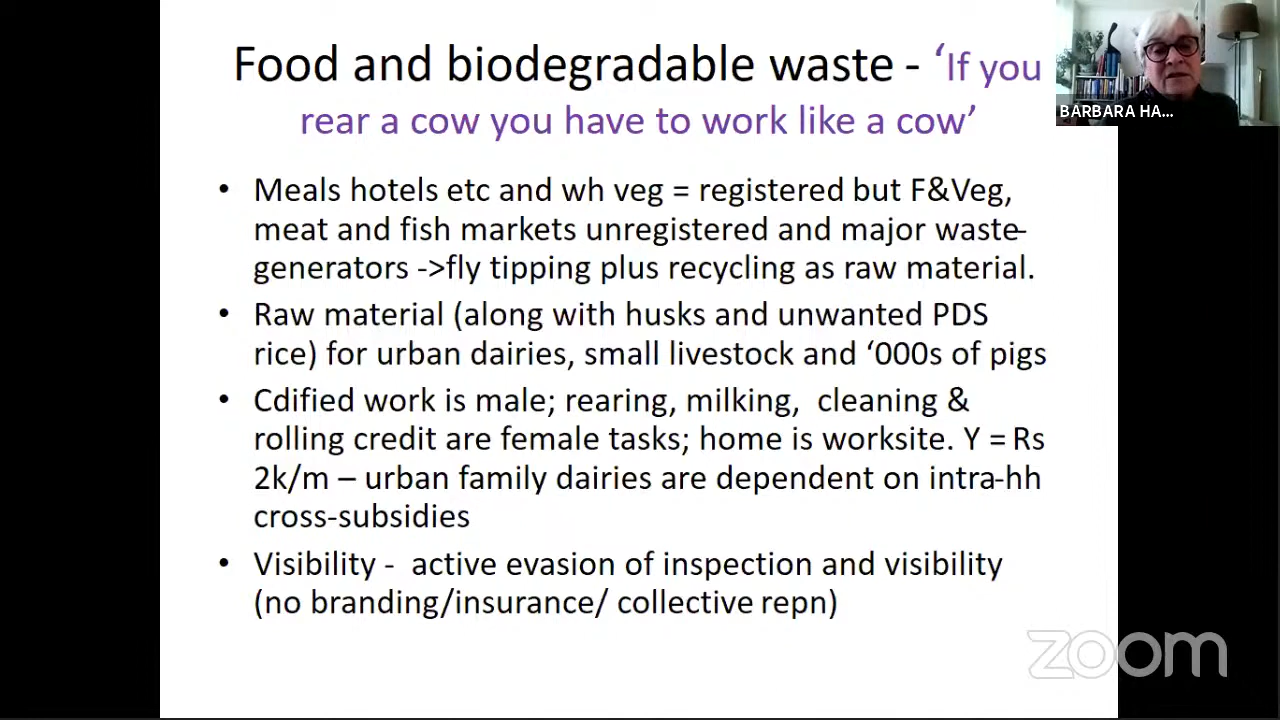 Food and biodegradable waste - ‘If you
rear a cow you have to work like a cow’
BARBARA HA...
• Meals hotels etc and wh veg = registered but F&Veg,
meat and fish markets unregistered and major waste-
generators ->fly tipping plus recycling as raw material.
• Raw material (along with husks and unwanted PDS
rice) for urban dairies, small livestock and ‘000s of pigs
• Cdified work is male; rearing, milking, cleaning &
rolling credit are female tasks; home is worksite. Y = Rs
2k/m – urban family dairies are dependent on intra-hh
cross-subsidies
• Visibility - active evasion of inspection and visibility
(no branding/insurance/ collective repn)
zoom